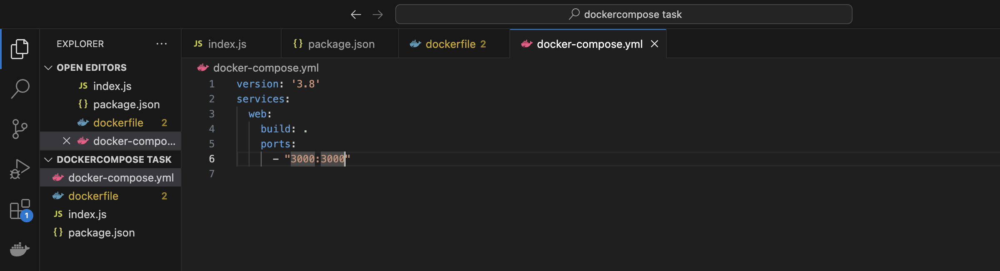 dockercompose task
EXPLORER ...
OPEN EDITORS
JS index.js
{} package.json
dockerfile 2
docker-compo...
DOCKERCOMPOSE TASK
docker-compose.yml
dockerfile 2
JS index.js
{} package.json
1
JS index.js {} package.json dockerfile 2 docker-compose.yml
docker-compose.yml
1 version: '3.8'
2 services:
3 web:
4 build: .
5 ports:
6 - "3000:3000"
7